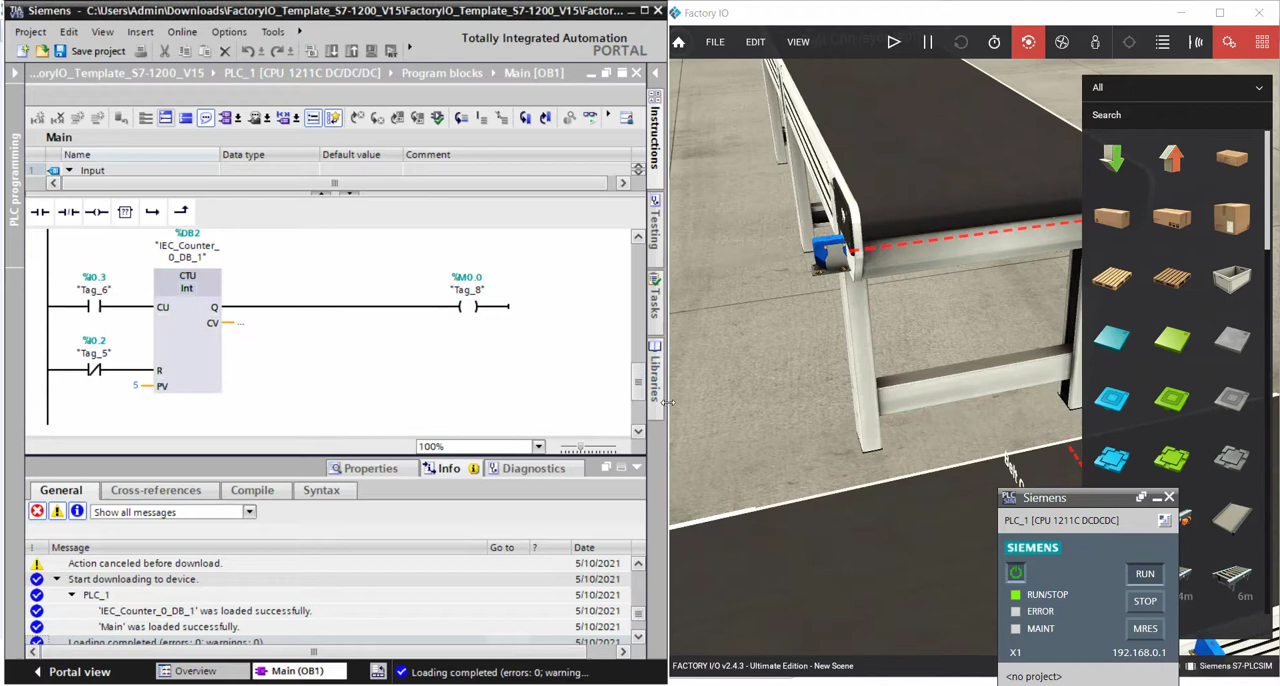 Siemens - C:\Users\Admin\Downloads\FactoryIO_Template_S7-1200_V15\FactoryIO_Template_S7-1200_V15\Factor...
Project Edit View Insert Online Options Tools
Totally Integrated Automation
PORTAL
Save project
...oryIO_Template_S7-1200_V15 PLC_1 [CPU 1211C DC/DC/DC] Program blocks Main [OB1]
PLC programming
Main
Name Data type Default value Comment
1 Input
%DB2
"IEC_Counter_
0_DB_1"
CTU
Int
%I0.3
"Tag_6"
CU Q
%M0.0
"Tag_8"
CV ...
%I0.2
"Tag_5"
R
5 PV
100%
Properties Info Diagnostics
General Cross-references Compile Syntax
Show all messages
! Message Go to ? Date
Action canceled before download. 5/10/2021
Start downloading to device. 5/10/2021
PLC_1 5/10/2021
'IEC_Counter_0_DB_1' was loaded successfully. 5/10/2021
'Main' was loaded successfully. 5/10/2021
Loading completed (errors: 0; warnings: 0) 5/10/2021
Portal view Overview Main (OB1) Loading completed (errors: 0; warning...
Instructions
Testing
Tasks
Libraries
Factory IO
FILE EDIT VIEW
All
Search
4m 6m
PLC
SIM
Siemens
PLC_1 [CPU 1211C DCDCDC]
SIEMENS
RUN
RUN/STOP
STOP
ERROR
MAINT
MRES
X1 192.168.0.1
<no project>
FACTORY I/O v2.4.3 - Ultimate Edition - New Scene
Siemens S7-PLCSIM